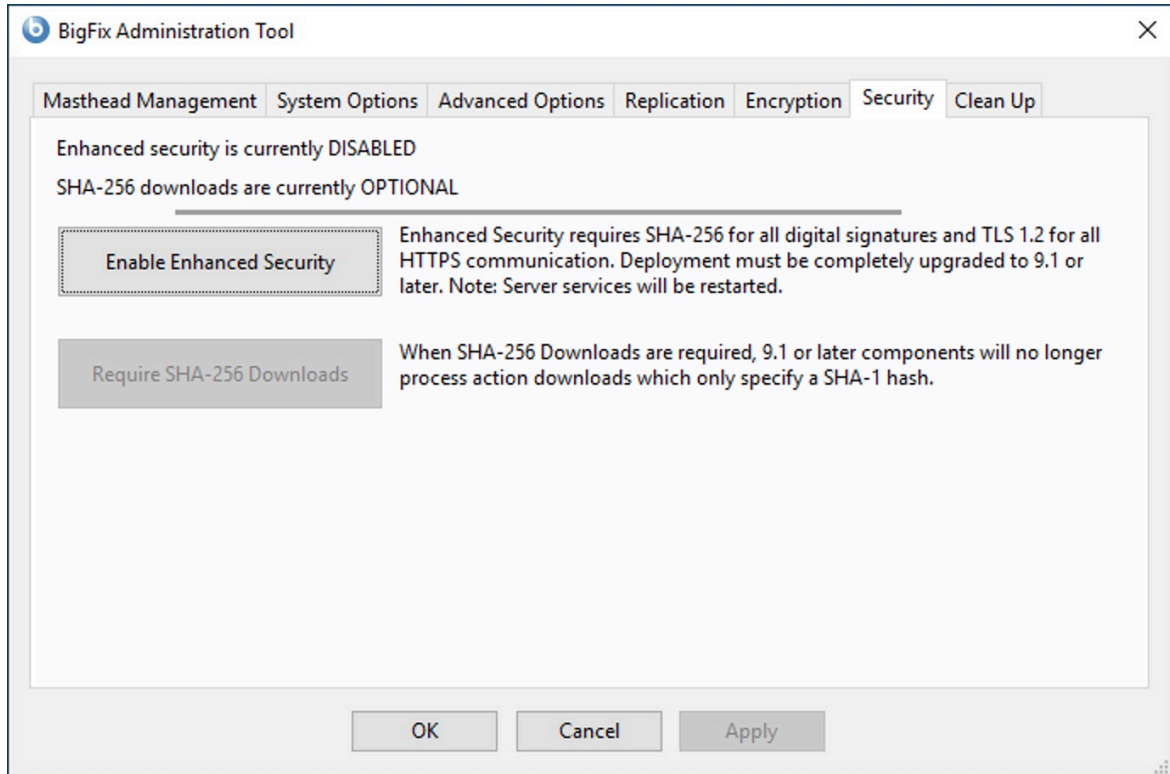 BigFix Administration Tool
Masthead Management System Options Advanced Options Replication Encryption Security Clean Up
Enhanced security is currently DISABLED
SHA-256 downloads are currently OPTIONAL
Enable Enhanced Security
Enhanced Security requires SHA-256 for all digital signatures and TLS 1.2 for all
HTTPS communication. Deployment must be completely upgraded to 9.1 or
later. Note: Server services will be restarted.
Require SHA-256 Downloads
When SHA-256 Downloads are required, 9.1 or later components will no longer
process action downloads which only specify a SHA-1 hash.
OK Cancel Apply